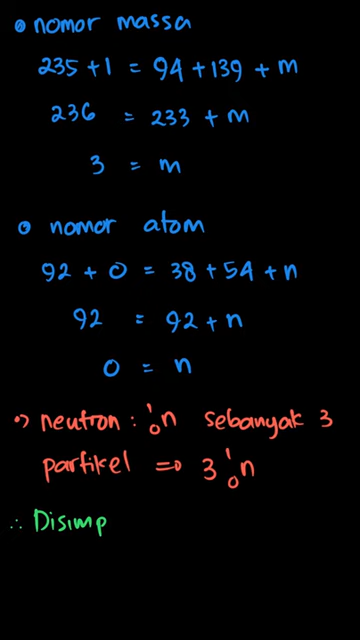 • nomor massa
235 + 1 = 94 + 139 + m
236 = 233 + m
3 = m
• nomor atom
92 + 0 = 38 + 54 + n
92 = 92 + n
0 = n
•) neutron : ¹₀n sebanyak 3
partikel => 3 ¹₀n
∴ Disimp